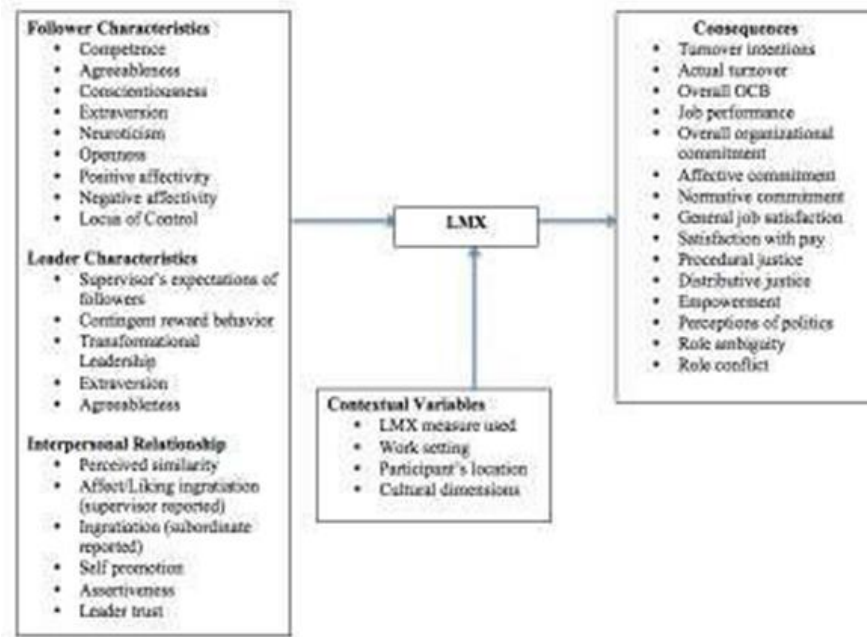 Follower Characteristics
• Competence
• Agreeableness
• Conscientiousness
• Extraversion
• Neuroticism
• Openness
• Positive affectivity
• Negative affectivity
• Locus of Control
Leader Characteristics
• Supervisor's expectations of
followers
• Contingent reward behavior
• Transformational
Leadership
• Extraversion
• Agreeableness
Interpersonal Relationship
• Perceived similarity
• Affect/Liking ingratiation
(supervisor reported)
• Ingratiation (subordinate
reported)
• Self promotion
• Assertiveness
• Leader trust
LMX
Contextual Variables
• LMX measure used
• Work setting
• Participant's location
• Cultural dimensions
Consequences
• Turnover intentions
• Actual turnover
• Overall OCB
• Job performance
• Overall organizational
commitment
• Affective commitment
• Normative commitment
• General job satisfaction
• Satisfaction with pay
• Procedural justice
• Distributive justice
• Empowerment
• Perceptions of politics
• Role ambiguity
• Role conflict